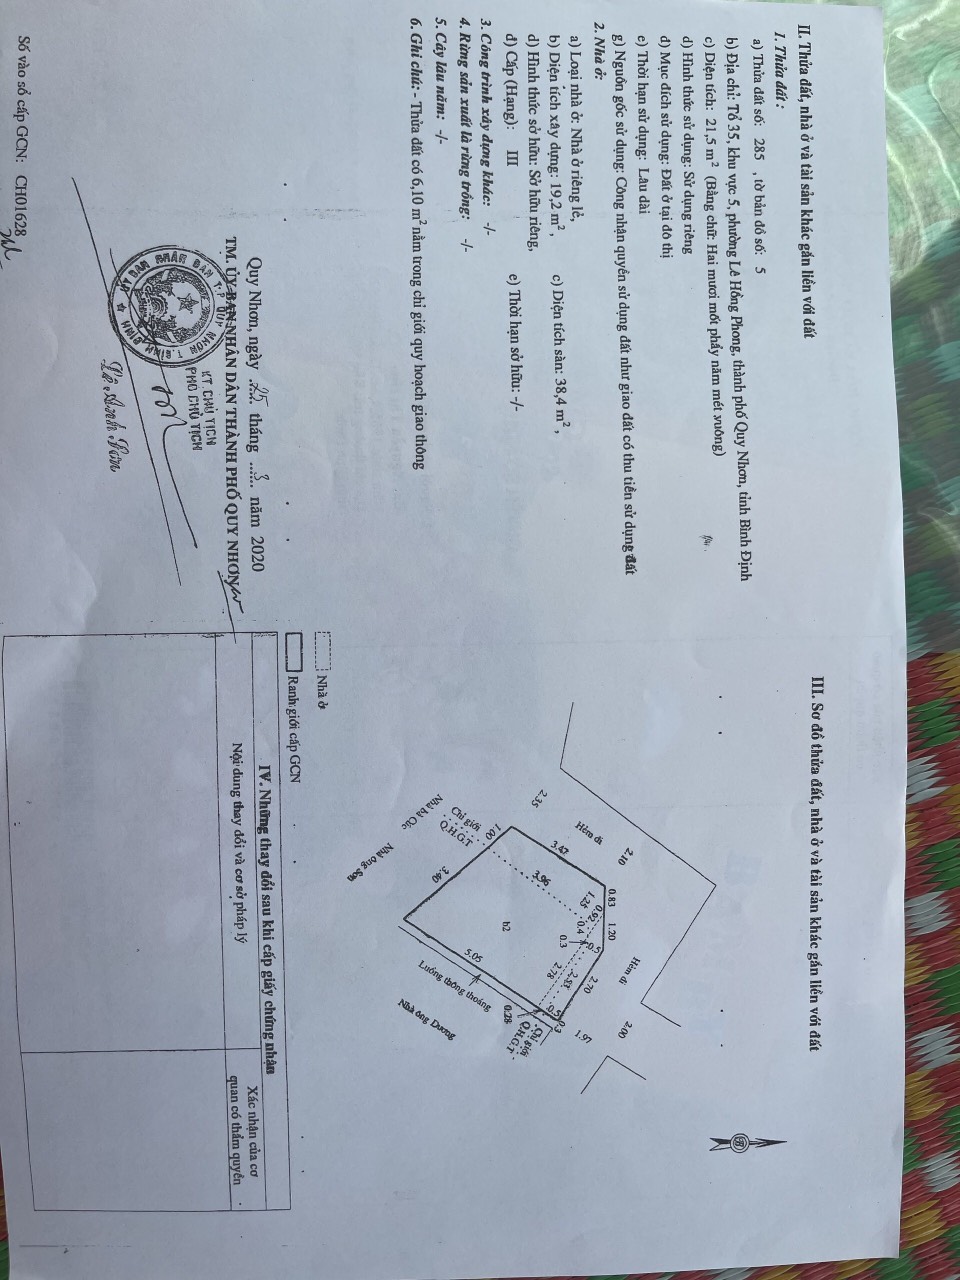 II. Thửa đất, nhà ở và tài sản khác gắn liền với đất
1. Thửa đất :
a) Thửa đất số: 285 , tờ bản đồ số: 5
b) Địa chỉ: Tổ 35, khu vực 5, phường Lê Hồng Phong, thành phố Quy Nhơn, tỉnh Bình Định
c) Diện tích: 21,5 m² (Bằng chữ: Hai mươi mốt phẩy năm mét vuông)
d) Hình thức sử dụng: Sử dụng riêng
đ) Mục đích sử dụng: Đất ở tại đô thị
e) Thời hạn sử dụng: Lâu dài
g) Nguồn gốc sử dụng: Công nhận quyền sử dụng đất như giao đất có thu tiền sử dụng đất
2. Nhà ở:
a) Loại nhà ở: Nhà ở riêng lẻ,
b) Diện tích xây dựng: 19,2 m² , c) Diện tích sàn: 38,4 m² ,
d) Hình thức sở hữu: Sở hữu riêng,
đ) Cấp (Hạng): III e) Thời hạn sở hữu: -/-
3. Công trình xây dựng khác: -/-
4. Rừng sản xuất là rừng trồng: -/-
5. Cây lâu năm: -/-
6. Ghi chú: - Thửa đất có 6,10 m² nằm trong chỉ giới quy hoạch giao thông
Quy Nhơn, ngày 25 tháng 3 năm 2020
TM. ỦY BAN NHÂN DÂN THÀNH PHỐ QUY NHƠN
KT. CHỦ TỊCH
PHÓ CHỦ TỊCH
ỦY BAN NHÂN DÂN T.P QUY NHƠN T. BÌNH ĐỊNH
Lê Anh Sơn
Số vào sổ cấp GCN: CH01628
III. Sơ đồ thửa đất, nhà ở và tài sản khác gắn liền với đất
Hẻm đi
2.10
2.35
3.47
0.83
1.20
Hẻm đi
2.00
1.00
Chỉ giới
Q.H.G.T
Nhà bà Cúc
3.96
1.25
0.92
0.4
0.3
0.5
2.70
2.53
2.78
1.97
3.40
b2
5.05
0.5
0.3
0.28
Chỉ giới
Q.H.G.T
Nhà ông Sơn
Luồng thông thoáng
Nhà ông Dương
Nhà ở
Ranh giới cấp GCN
IV. Những thay đổi sau khi cấp giấy chứng nhận
Nội dung thay đổi và cơ sở pháp lý
Xác nhận của cơ
quan có thẩm quyền